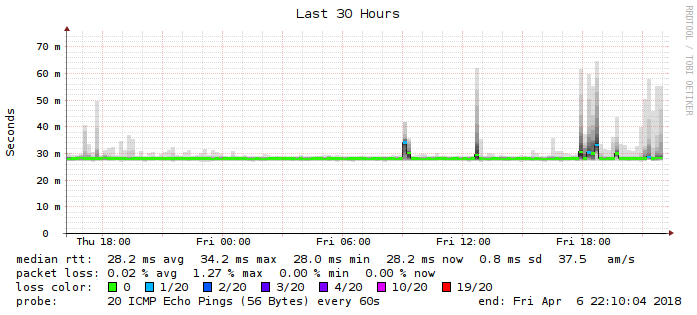 Last 30 Hours
RRDTOOL / TOBI OETIKER
Seconds
70 m
60 m
50 m
40 m
30 m
20 m
10 m
0
Thu 18:00 Fri 00:00 Fri 06:00 Fri 12:00 Fri 18:00
median rtt: 28.2 ms avg 34.2 ms max 28.0 ms min 28.2 ms now 0.8 ms sd 37.5 am/s
packet loss: 0.02 % avg 1.27 % max 0.00 % min 0.00 % now
loss color: 0 1/20 2/20 3/20 4/20 10/20 19/20
probe: 20 ICMP Echo Pings (56 Bytes) every 60s end: Fri Apr 6 22:10:04 2018